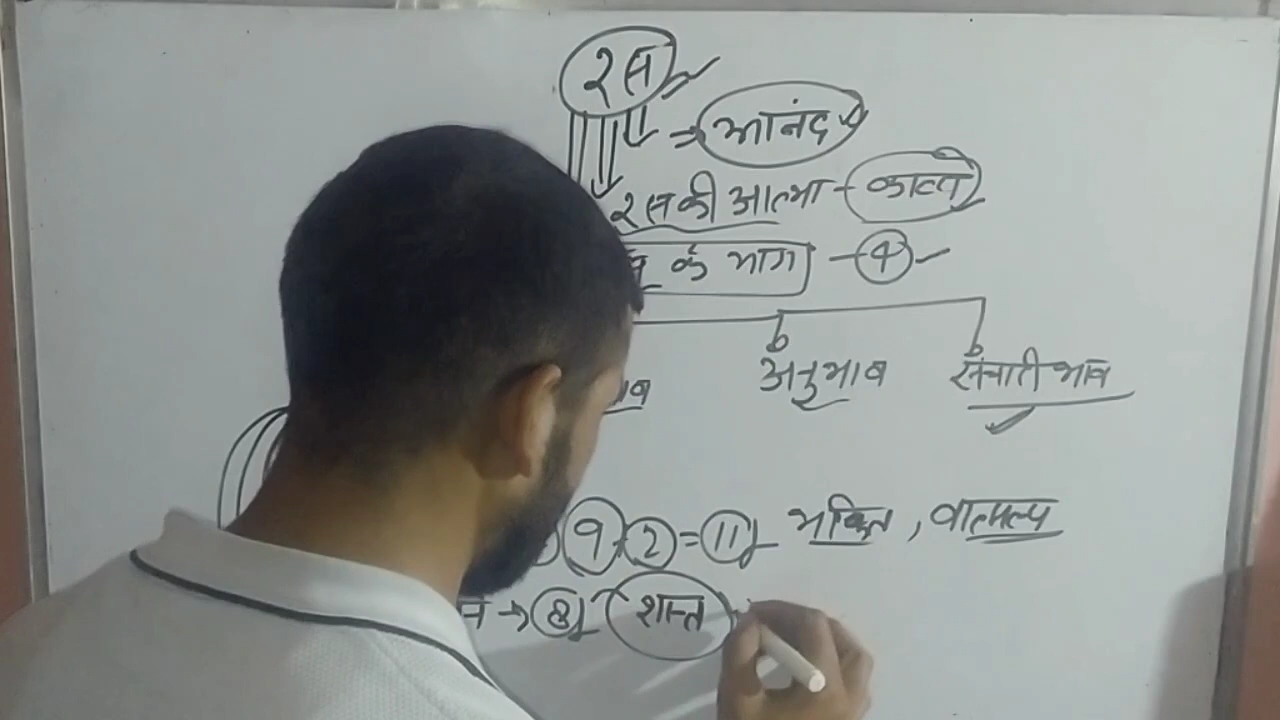 रस
⇒ आनंद
रस की आत्मा - काव्य
के भाग - 4
अनुभाव संचारी भाव
9 + 2 = 11 भक्ति, वात्सल्य
→ 8 शान्त